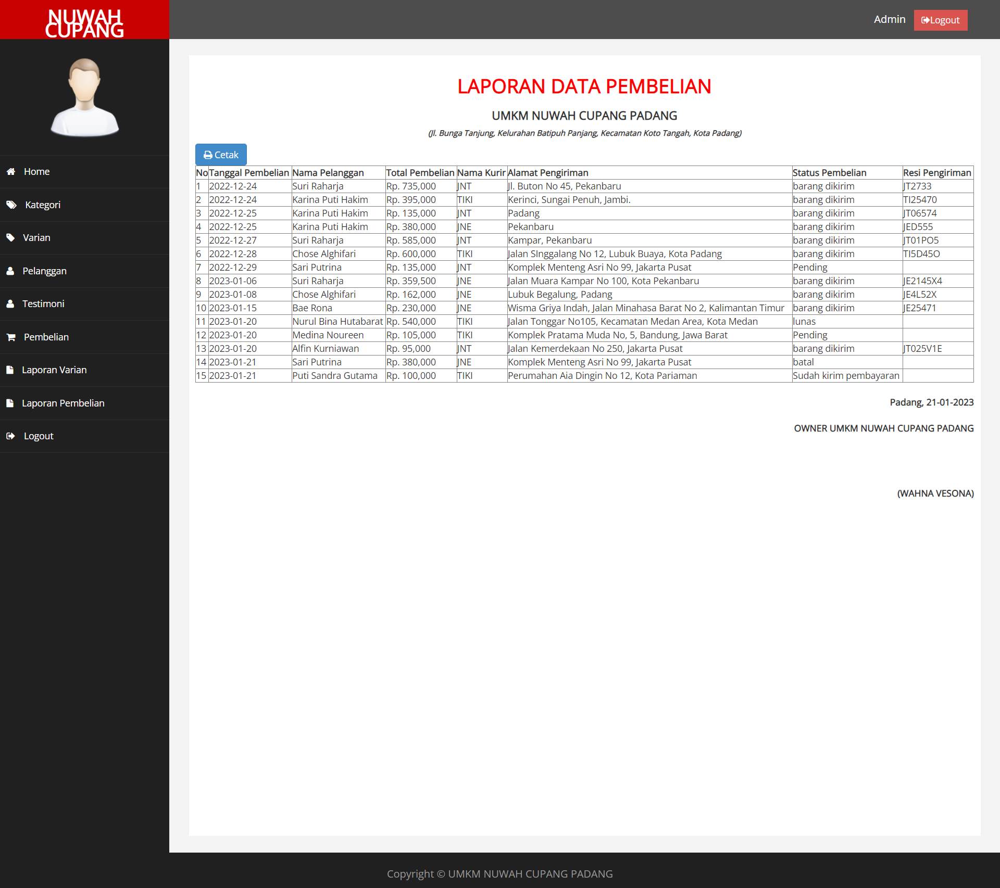 NUWAH
CUPANG
Admin
Logout
Home
Kategori
Varian
Pelanggan
Testimoni
Pembelian
Laporan Varian
Laporan Pembelian
Logout
LAPORAN DATA PEMBELIAN
UMKM NUWAH CUPANG PADANG
(Jl. Bunga Tanjung, Kelurahan Batipuh Panjang, Kecamatan Koto Tangah, Kota Padang)
Cetak
No Tanggal Pembelian Nama Pelanggan Total Pembelian Nama Kurir Alamat Pengiriman Status Pembelian Resi Pengiriman
1 2022-12-24 Suri Raharja Rp. 735,000 JNT Jl. Buton No 45, Pekanbaru barang dikirim JT2733
2 2022-12-24 Karina Puti Hakim Rp. 395,000 TIKI Kerinci, Sungai Penuh, Jambi. barang dikirim TI25470
3 2022-12-25 Karina Puti Hakim Rp. 135,000 JNT Padang barang dikirim JT06574
4 2022-12-25 Karina Puti Hakim Rp. 380,000 JNE Pekanbaru barang dikirim JED555
5 2022-12-27 Suri Raharja Rp. 585,000 JNT Kampar, Pekanbaru barang dikirim JT01PO5
6 2022-12-28 Chose Alghifari Rp. 600,000 TIKI Jalan SInggalang No 12, Lubuk Buaya, Kota Padang barang dikirim TI5D45O
7 2022-12-29 Sari Putrina Rp. 135,000 JNT Komplek Menteng Asri No 99, Jakarta Pusat Pending
8 2023-01-06 Suri Raharja Rp. 359,500 JNE Jalan Muara Kampar No 100, Kota Pekanbaru barang dikirim JE2145X4
9 2023-01-08 Chose Alghifari Rp. 162,000 JNE Lubuk Begalung, Padang barang dikirim JE4L52X
10 2023-01-15 Bae Rona Rp. 230,000 JNE Wisma Griya Indah, Jalan Minahasa Barat No 2, Kalimantan Timur barang dikirim JE25471
11 2023-01-20 Nurul Bina Hutabarat Rp. 540,000 TIKI Jalan Tonggar No105, Kecamatan Medan Area, Kota Medan lunas
12 2023-01-20 Medina Noureen Rp. 105,000 TIKI Komplek Pratama Muda No, 5, Bandung, Jawa Barat Pending
13 2023-01-20 Alfin Kurniawan Rp. 95,000 JNT Jalan Kemerdekaan No 250, Jakarta Pusat barang dikirim JT025V1E
14 2023-01-21 Sari Putrina Rp. 380,000 JNE Komplek Menteng Asri No 99, Jakarta Pusat batal
15 2023-01-21 Puti Sandra Gutama Rp. 100,000 TIKI Perumahan Aia Dingin No 12, Kota Pariaman Sudah kirim pembayaran
Padang, 21-01-2023
OWNER UMKM NUWAH CUPANG PADANG
(WAHNA VESONA)
Copyright © UMKM NUWAH CUPANG PADANG